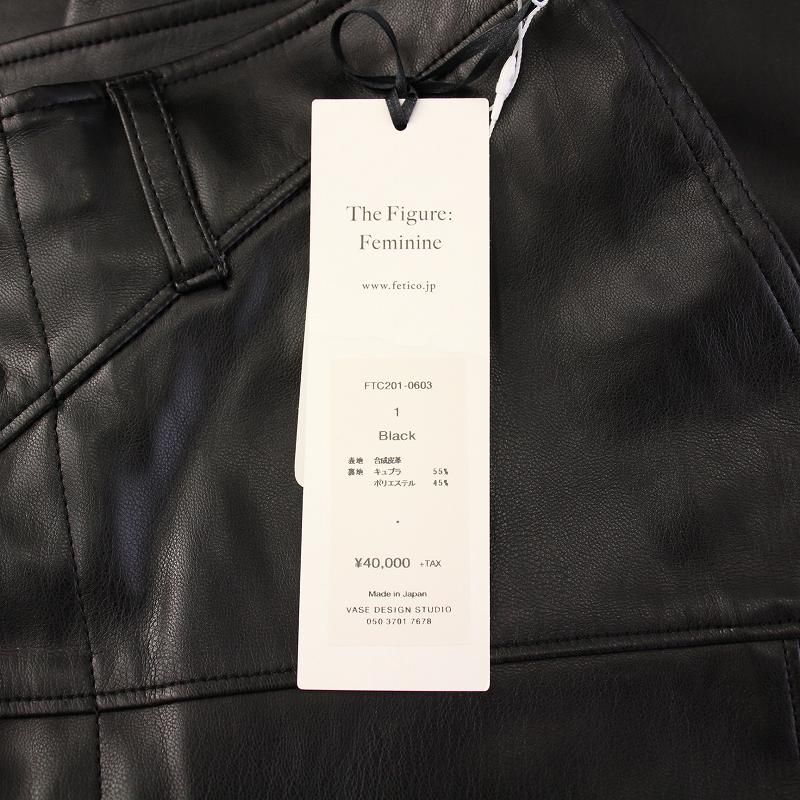 The Figure:
Feminine
www.fetico.jp
FTC201-0603
1
Black
表地 合成皮革
裏地 キュプラ 55%
ポリエステル 45%
*
¥40,000 +TAX
Made in Japan
VASE DESIGN STUDIO
050 3701 7678